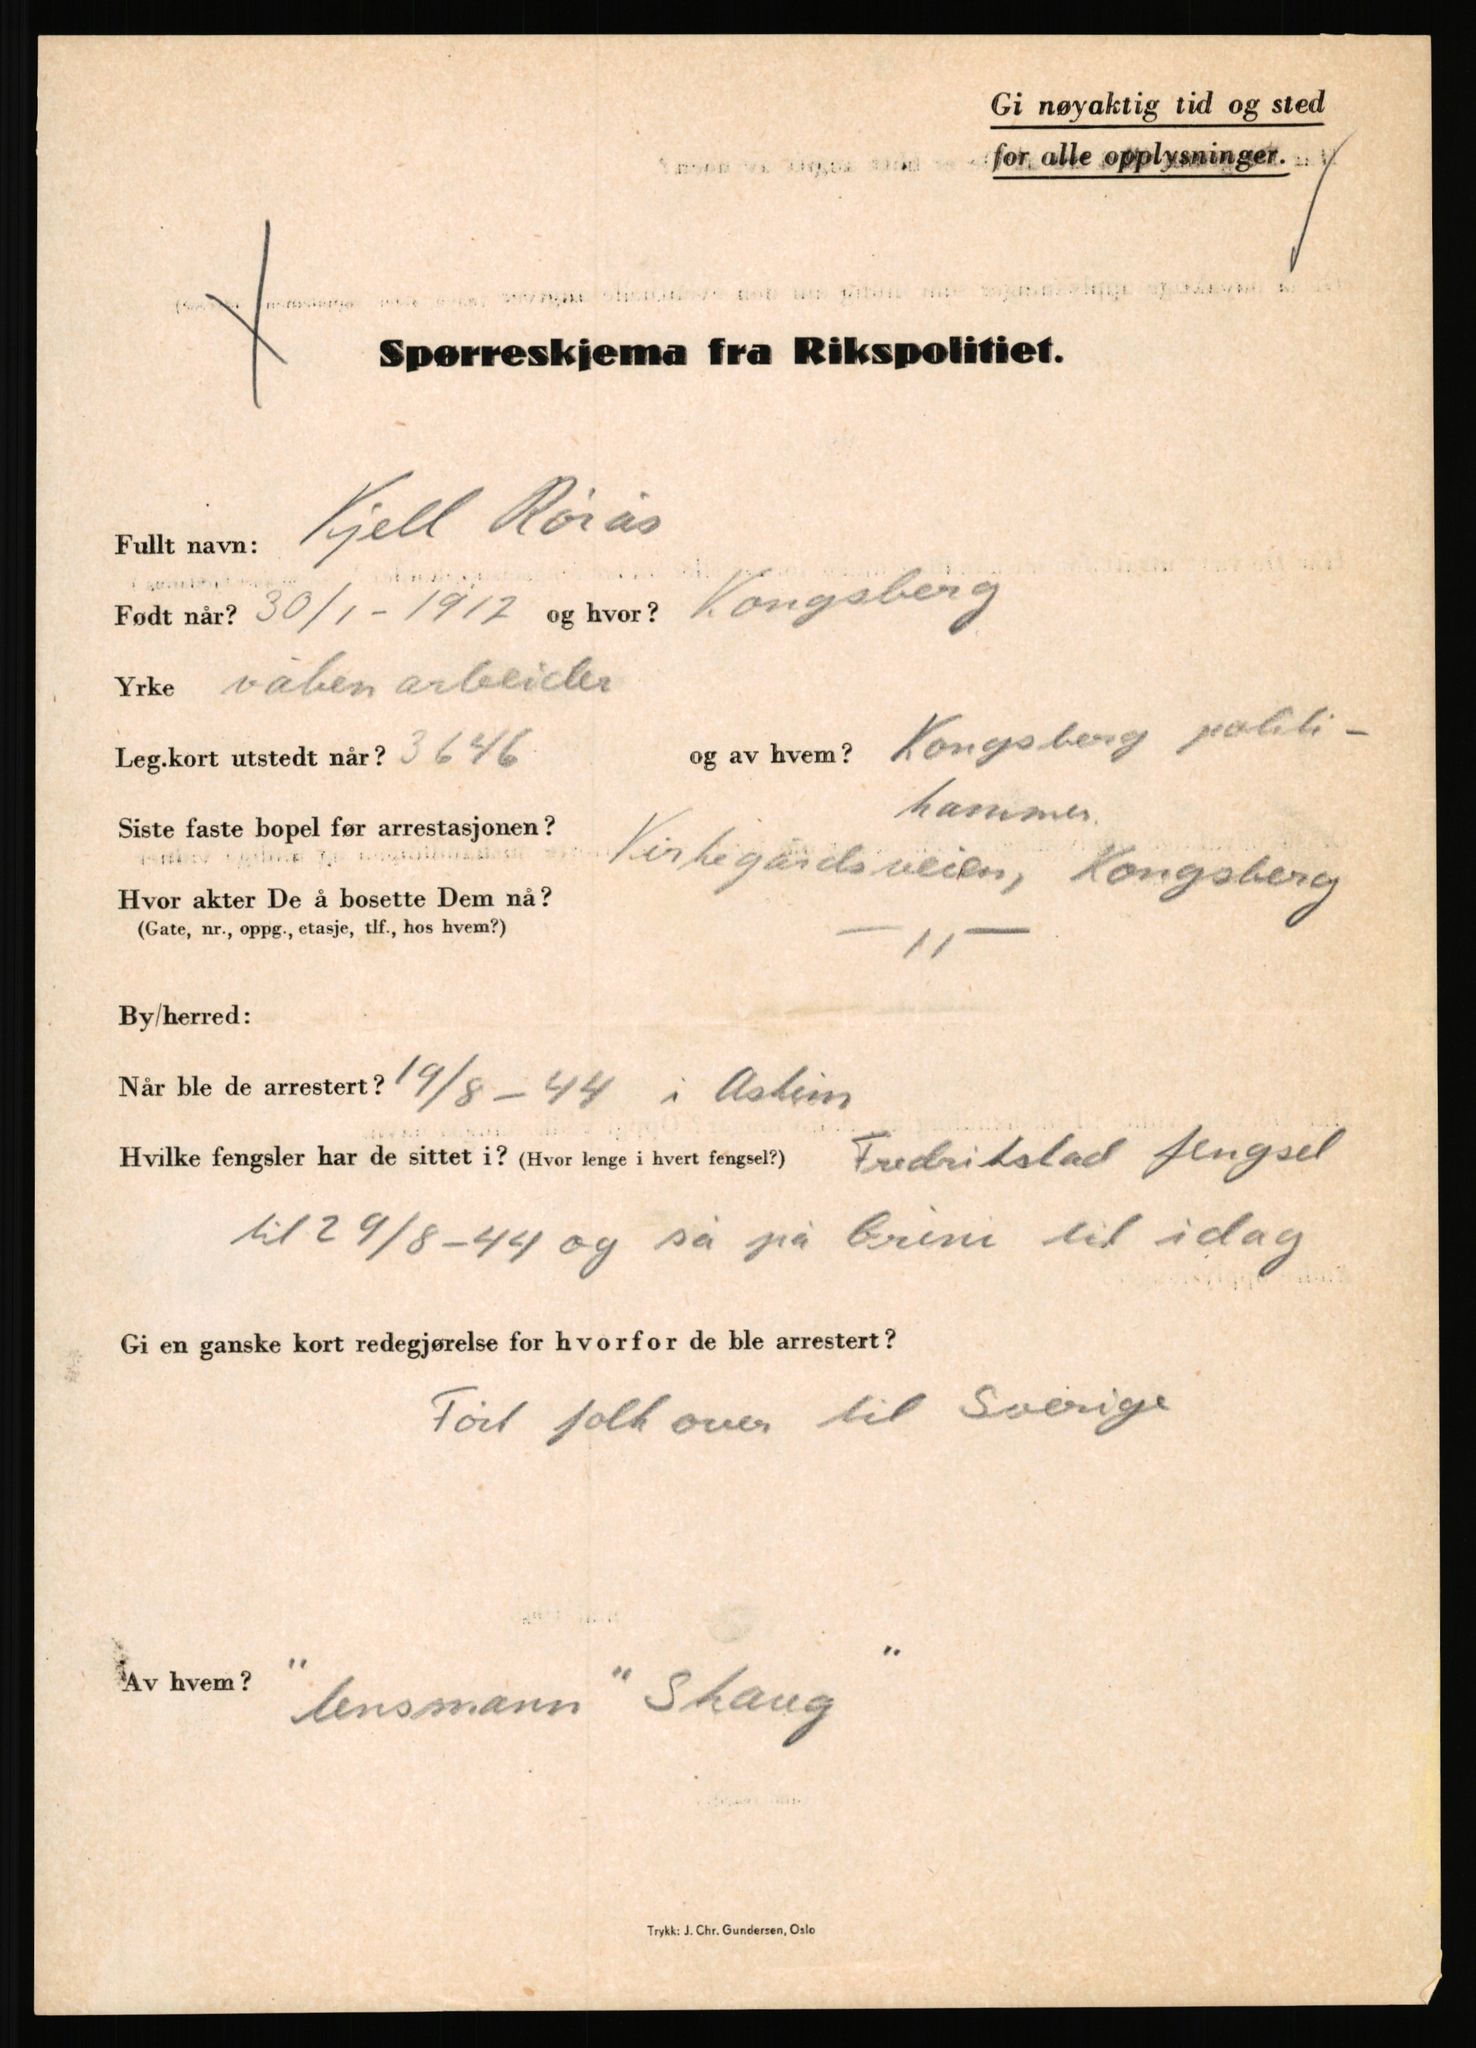 Gi nøyaktig tid og sted
for alle opplysninger.
Spørreskjema fra Rikspolitiet.
Fullt navn: Kjell Rörås
Født når? 30/1-1912 og hvor? Kongsberg
Yrke våbenarbeider
Leg.kort utstedt når? 3646 og av hvem? Kongsberg politi-
kammer.
Siste faste bopel før arrestasjonen? Kirkegårdsveien, Kongsberg
Hvor akter De å bosette Dem nå? — 11 —
(Gate, nr., oppg., etasje, tlf., hos hvem?)
By/herred:
Når ble de arrestert? 19/8-44 i Askim
Hvilke fengsler har de sittet i? (Hvor lenge i hvert fengsel?) Fredrikstad fengsel
til 29/8-44 og så på Grini til idag
Gi en ganske kort redegjørelse for hvorfor de ble arrestert?
Fört folk over til Sverige
Av hvem? "lensmann" Skaug"
Trykk: J. Chr. Gundersen, Oslo